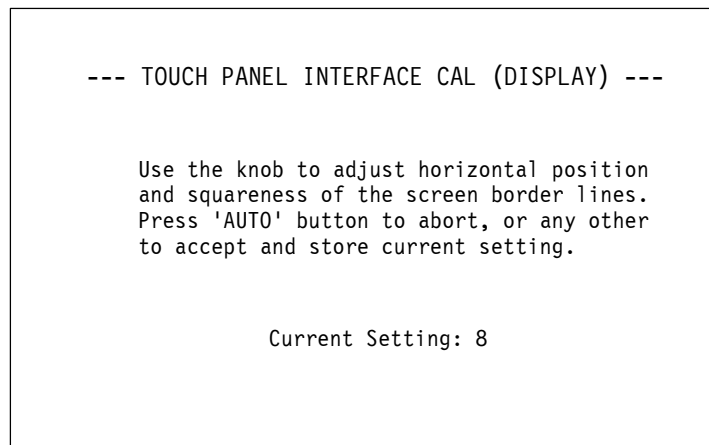 --- TOUCH PANEL INTERFACE CAL (DISPLAY) ---
Use the knob to adjust horizontal position
and squareness of the screen border lines.
Press 'AUTO' button to abort, or any other
to accept and store current setting.
Current Setting: 8